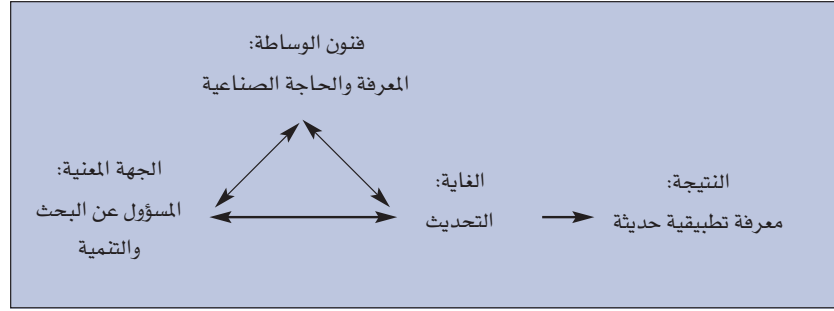 فنون الوساطة:
المعرفة والحاجة الصناعية
الجهة المعنية:
المسؤول عن البحث
والتنمية
الغاية:
التحديث
النتيجة:
معرفة تطبيقية حديثة